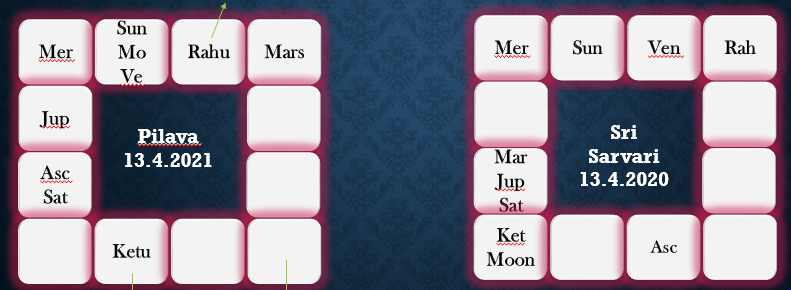 Mer
Sun
Mo
Ve
Rahu
Mars
Jup
Pilava
13.4.2021
Asc
Sat
Ketu
Mer
Sun
Ven
Rah
Sri
Sarvari
13.4.2020
Mar
Jup
Sat
Ket
Moon
Asc